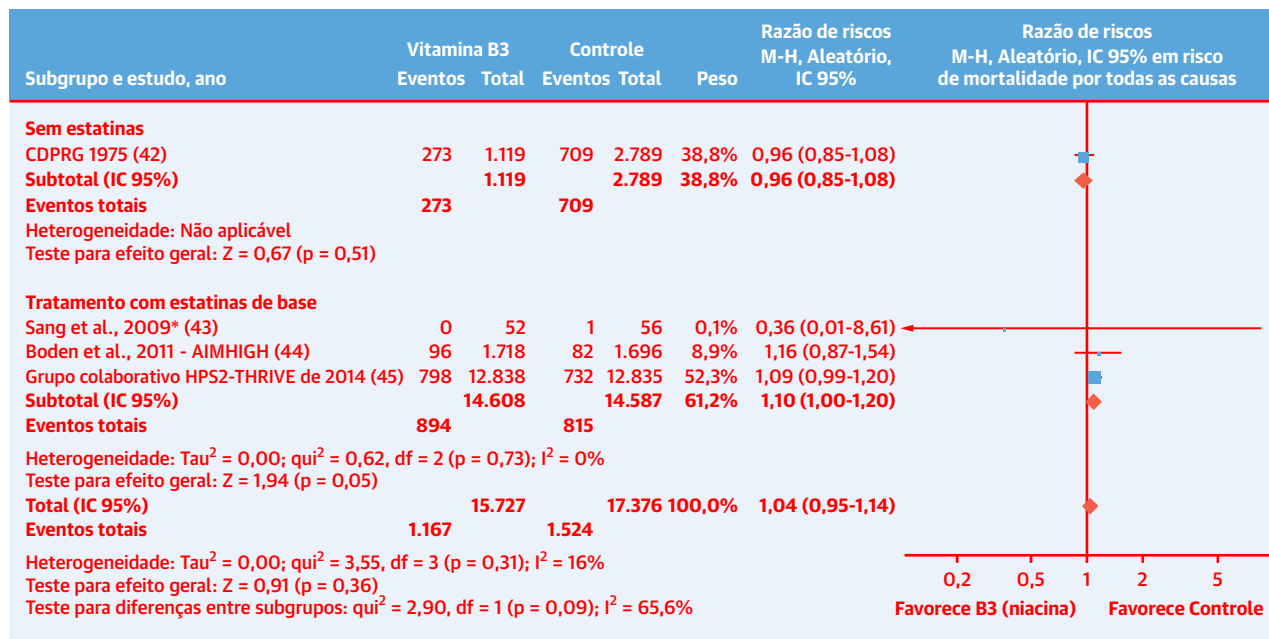 Vitamina B3 Controle Razão de riscos Razão de riscos
M-H, Aleatório, M-H, Aleatório, IC 95% em risco
Subgrupo e estudo, ano Eventos Total Eventos Total Peso IC 95% de mortalidade por todas as causas
Sem estatinas
CDPRG 1975 (42) 273 1.119 709 2.789 38,8% 0,96 (0,85-1,08)
Subtotal (IC 95%) 1.119 2.789 38,8% 0,96 (0,85-1,08)
Eventos totais 273 709
Heterogeneidade: Não aplicável
Teste para efeito geral: Z = 0,67 (p = 0,51)
Tratamento com estatinas de base
Sang et al., 2009* (43) 0 52 1 56 0,1% 0,36 (0,01-8,61)
Boden et al., 2011 - AIMHIGH (44) 96 1.718 82 1.696 8,9% 1,16 (0,87-1,54)
Grupo colaborativo HPS2-THRIVE de 2014 (45) 798 12.838 732 12.835 52,3% 1,09 (0,99-1,20)
Subtotal (IC 95%) 14.608 14.587 61,2% 1,10 (1,00-1,20)
Eventos totais 894 815
Heterogeneidade: Tau² = 0,00; qui² = 0,62, df = 2 (p = 0,73); I² = 0%
Teste para efeito geral: Z = 1,94 (p = 0,05)
Total (IC 95%) 15.727 17.376 100,0% 1,04 (0,95-1,14)
Eventos totais 1.167 1.524
Heterogeneidade: Tau² = 0,00; qui² = 3,55, df = 3 (p = 0,31); I² = 16%
Teste para efeito geral: Z = 0,91 (p = 0,36)
Teste para diferenças entre subgrupos: qui² = 2,90, df = 1 (p = 0,09); I² = 65,6%
0,2 0,5 1 2 5
Favorece B3 (niacina) Favorece Controle